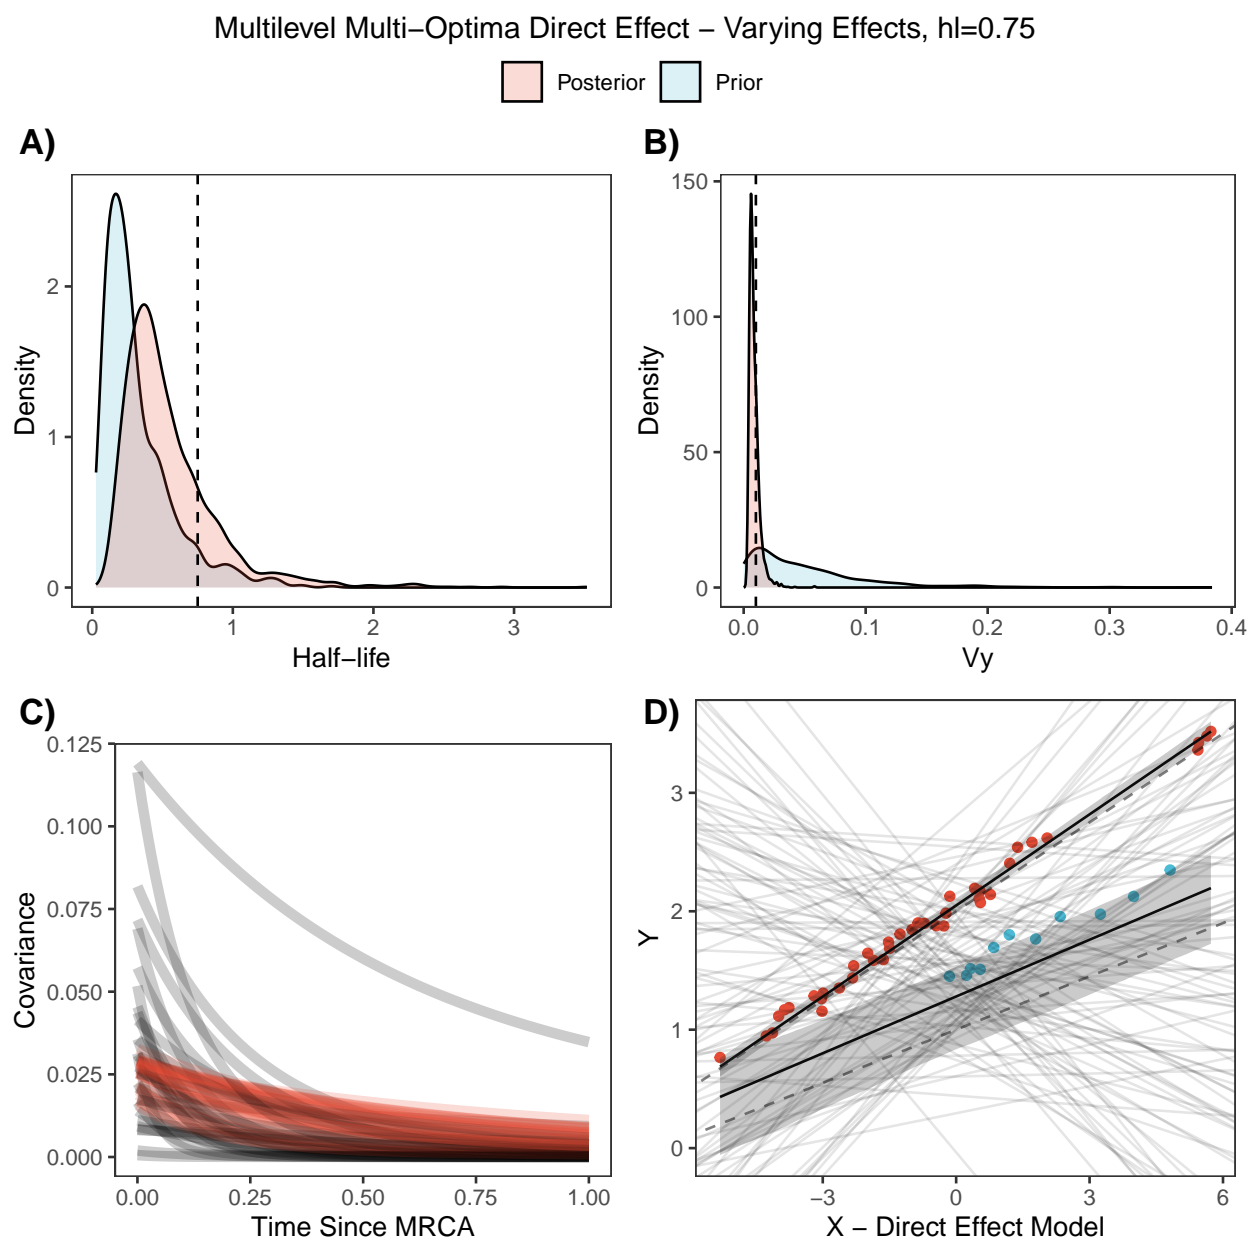 Multilevel Multi−Optima Direct Effect − Varying Effects, hl=0.75
Posterior Prior
A)
Density
0
1
2
0 1 2 3
Half−life
B)
Density
150
100
50
0
0.0 0.1 0.2 0.3 0.4
Vy
C)
Covariance
0.125
0.100
0.075
0.050
0.025
0.000
0.00 0.25 0.50 0.75 1.00
Time Since MRCA
D)
Y
3
2
1
0
−3 0 3 6
X − Direct Effect Model